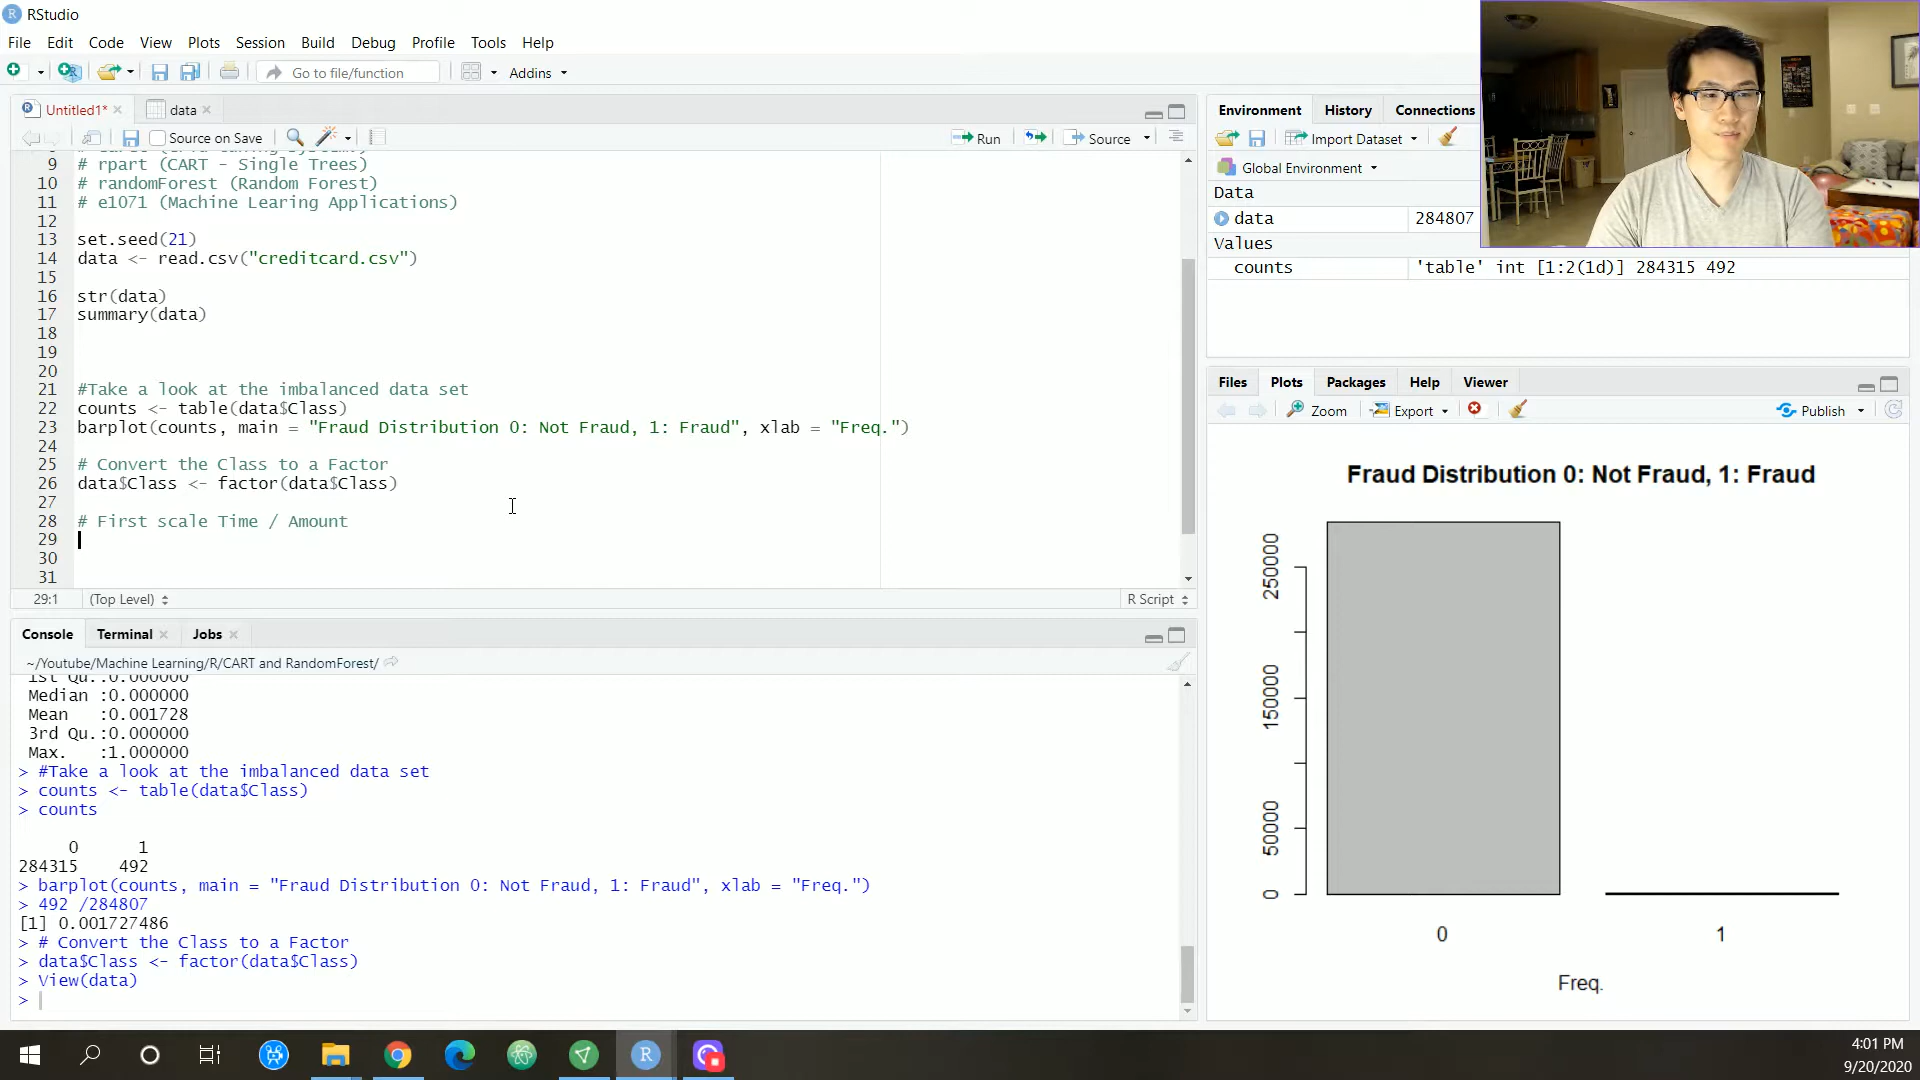 RStudio
File Edit Code View Plots Session Build Debug Profile Tools Help
Go to file/function Addins
Untitled1* data
Source on Save Run Source
9 # rpart (CART - Single Trees)
10 # randomForest (Random Forest)
11 # e1071 (Machine Learing Applications)
12
13 set.seed(21)
14 data <- read.csv("creditcard.csv")
15
16 str(data)
17 summary(data)
18
19
20
21 #Take a look at the imbalanced data set
22 counts <- table(data$Class)
23 barplot(counts, main = "Fraud Distribution 0: Not Fraud, 1: Fraud", xlab = "Freq.")
24
25 # Convert the Class to a Factor
26 data$Class <- factor(data$Class)
27
28 # First scale Time / Amount
29
30
31
29:1 (Top Level) R Script
Console Terminal Jobs
~/Youtube/Machine Learning/R/CART and RandomForest/
1st Qu.:0.000000
Median :0.000000
Mean :0.001728
3rd Qu.:0.000000
Max. :1.000000
> #Take a look at the imbalanced data set
> counts <- table(data$Class)
> counts
0 1
284315 492
> barplot(counts, main = "Fraud Distribution 0: Not Fraud, 1: Fraud", xlab = "Freq.")
> 492 /284807
[1] 0.001727486
> # Convert the Class to a Factor
> data$Class <- factor(data$Class)
> View(data)
>
Environment History Connections
Import Dataset
Global Environment
Data
data 284807
Values
counts 'table' int [1:2(1d)] 284315 492
Files Plots Packages Help Viewer
Zoom Export Publish
Fraud Distribution 0: Not Fraud, 1: Fraud
250000
150000
50000
0
0 1
Freq.
4:01 PM
9/20/2020